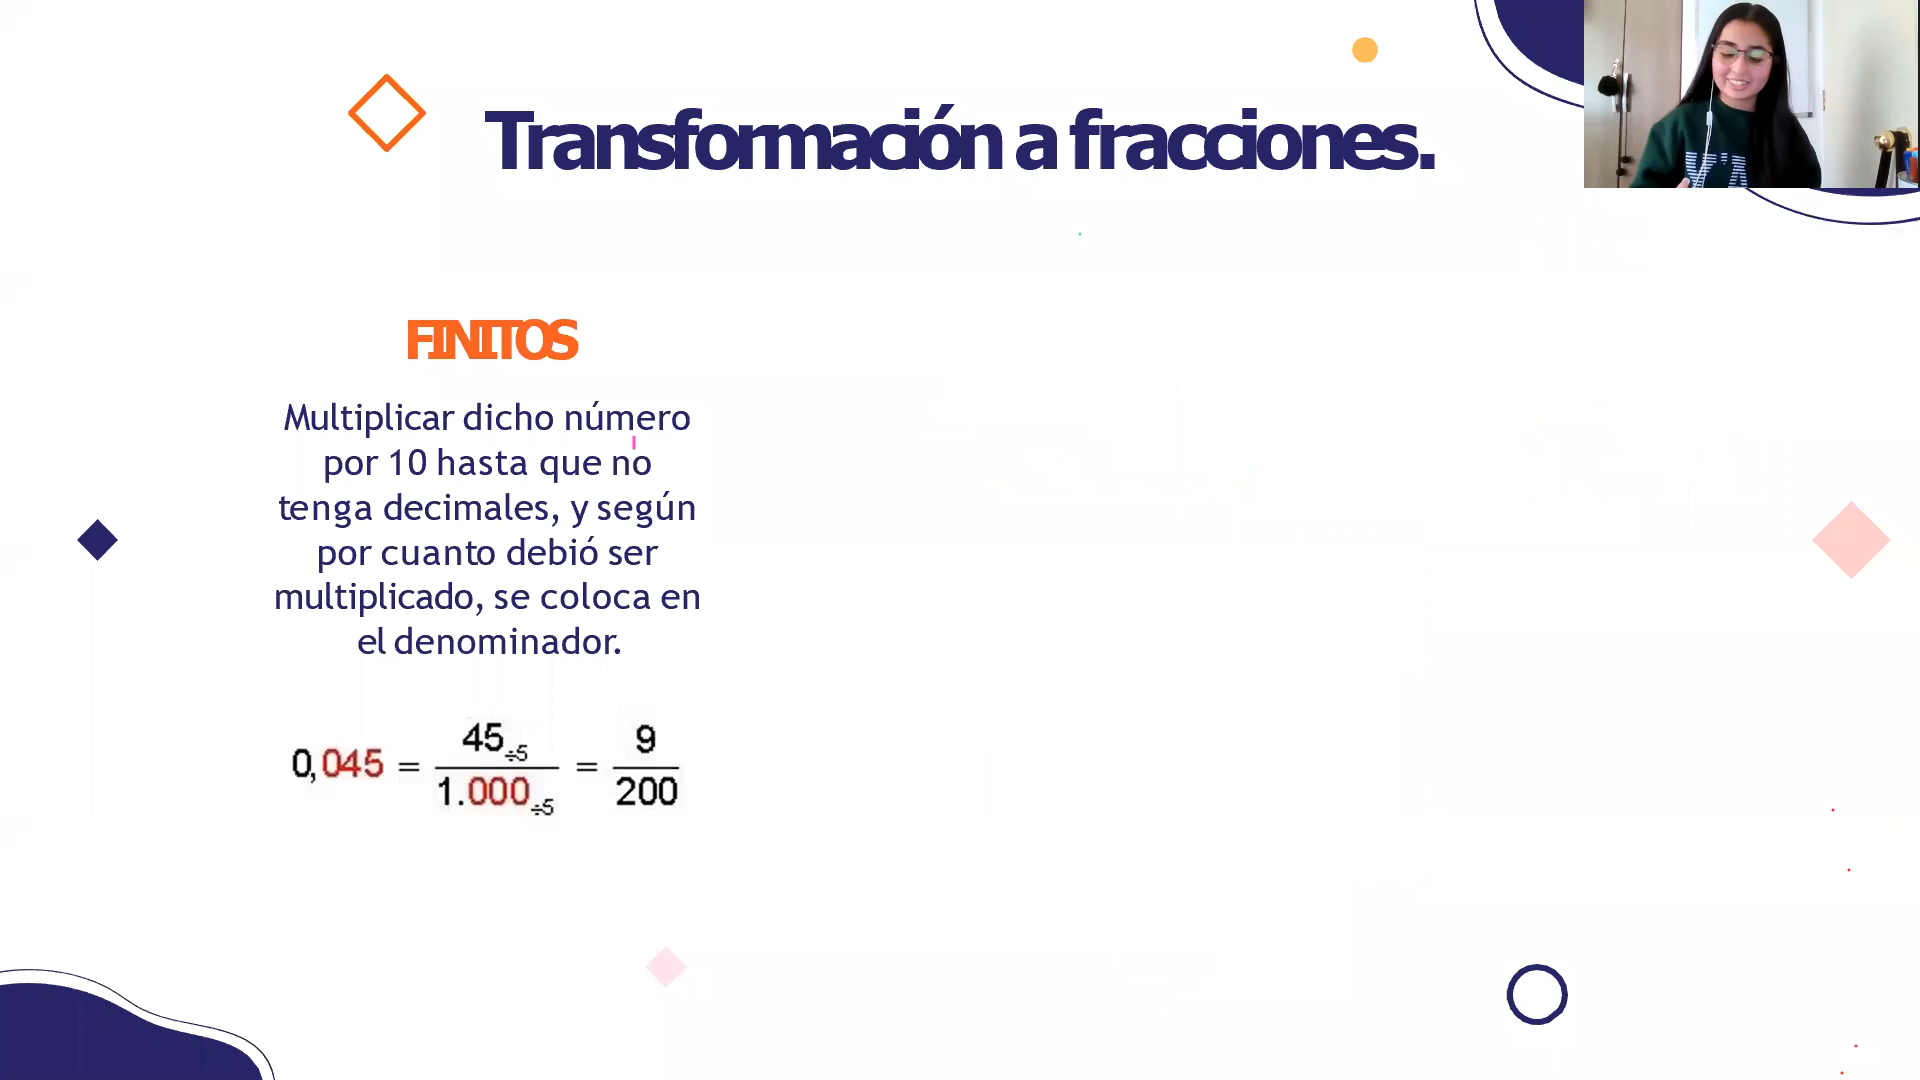 Transformación a fracciones.
FINITOS
Multiplicar dicho número
por 10 hasta que no
tenga decimales, y según
por cuanto debió ser
multiplicado, se coloca en
el denominador.
0,045 = 45÷5 / 1.000÷5 = 9 / 200